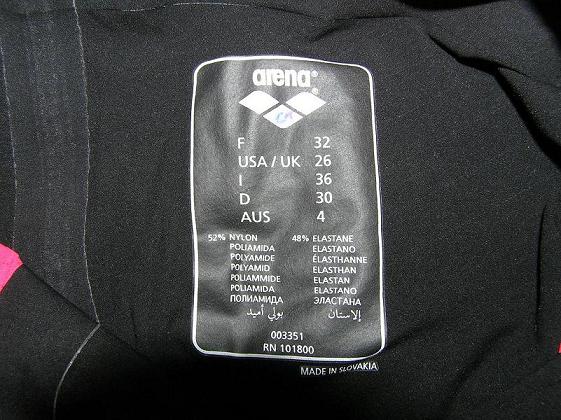 arena®
®
F 32
USA / UK 26
I 36
D 30
AUS 4
52% NYLON 48% ELASTANE
POLIAMIDA ELASTANO
POLYAMIDE ÉLASTHANNE
POLYAMID ELASTHAN
POLIAMMIDE ELASTAN
POLIAMIDA ELASTANO
ПОЛИАМИДА ЭЛАСТАНА
بولي أميد إلاستان
003351
RN 101800
MADE IN SLOVAKIA